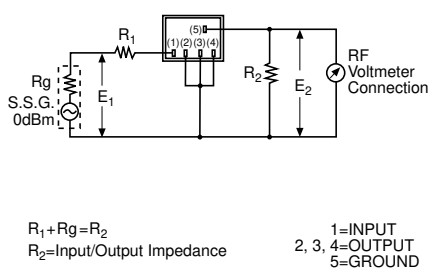 (5)
R1
(1) (2) (3) (4)
Rg
S.S.G.
0dBm
E1
R2
E2
RF
Voltmeter
Connection
R1+Rg=R2
R2=Input/Output Impedance
1=INPUT
2, 3, 4=OUTPUT
5=GROUND